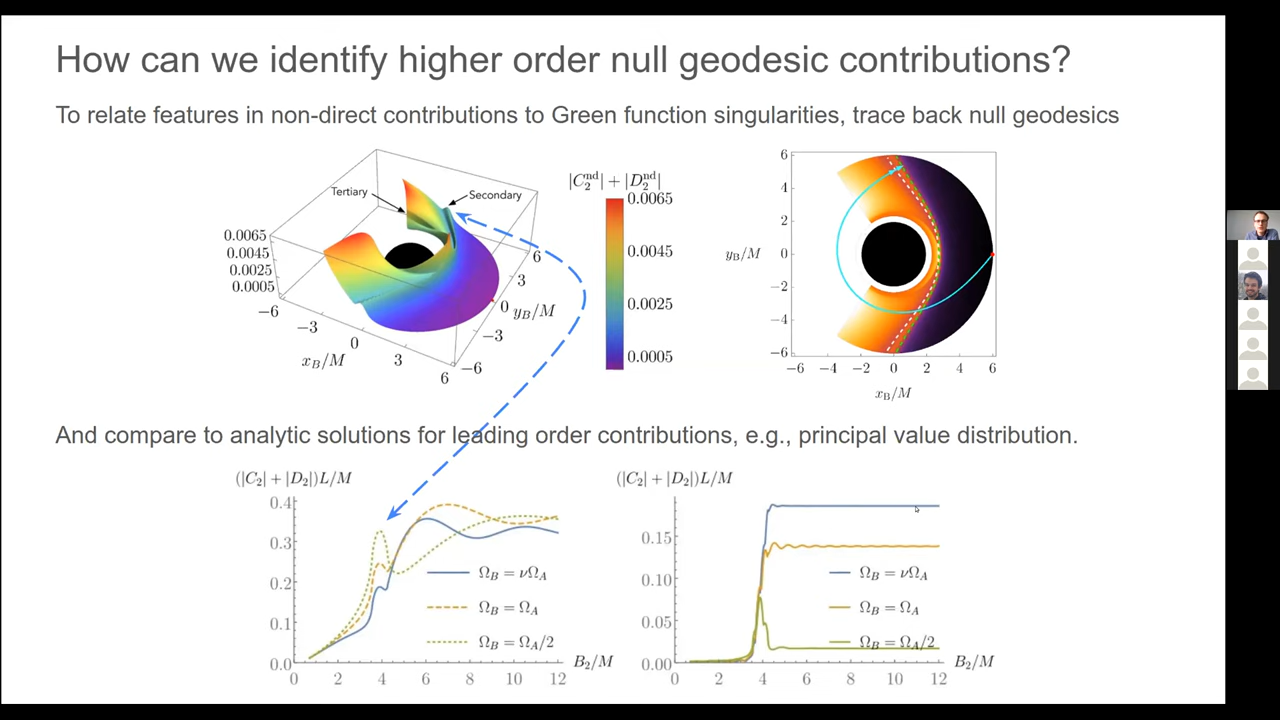 How can we identify higher order null geodesic contributions?
To relate features in non-direct contributions to Green function singularities, trace back null geodesics
Tertiary
Secondary
|C₂ⁿᵈ| + |D₂ⁿᵈ|
0.0065
0.0045
0.0025
0.0005
0.0065
0.0045
0.0025
0.0005
−6
−3
0
3
6
x_B/M
6
3
0
−3
−6
y_B/M
6
4
2
0
−2
−4
−6
y_B/M
−6 −4 −2 0 2 4 6
x_B/M
And compare to analytic solutions for leading order contributions, e.g., principal value distribution.
(|C₂| + |D₂|)L/M
0.4
0.3
0.2
0.1
0.0
Ω_B = νΩ_A
Ω_B = Ω_A
Ω_B = Ω_A/2
B₂/M
0 2 4 6 8 10 12
(|C₂| + |D₂|)L/M
0.15
0.10
0.05
0.00
Ω_B = νΩ_A
Ω_B = Ω_A
Ω_B = Ω_A/2
B₂/M
0 2 4 6 8 10 12